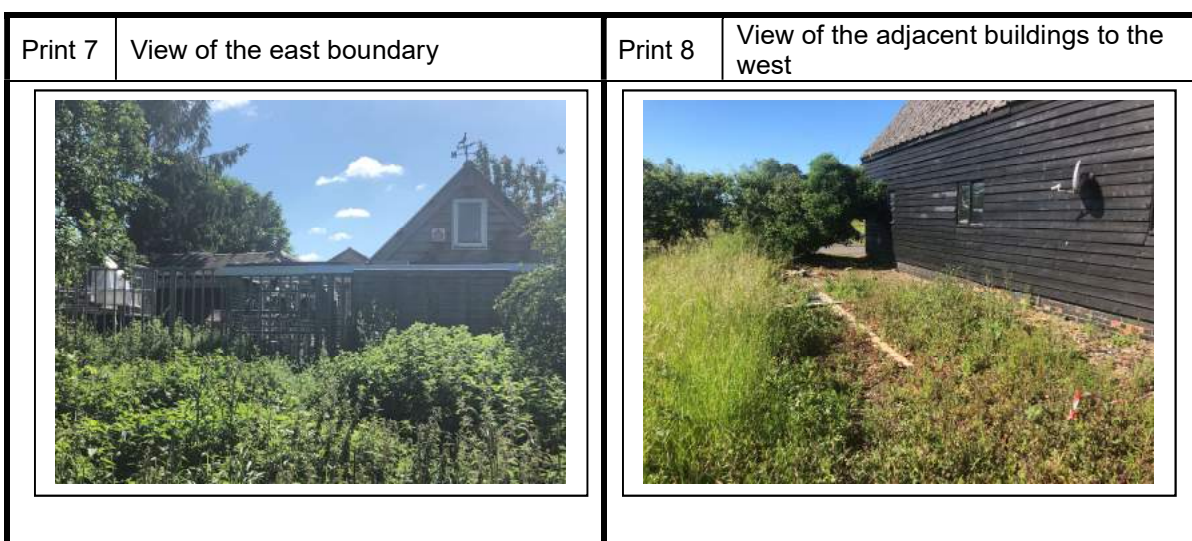 Print 7
View of the east boundary
Print 8
View of the adjacent buildings to the
west